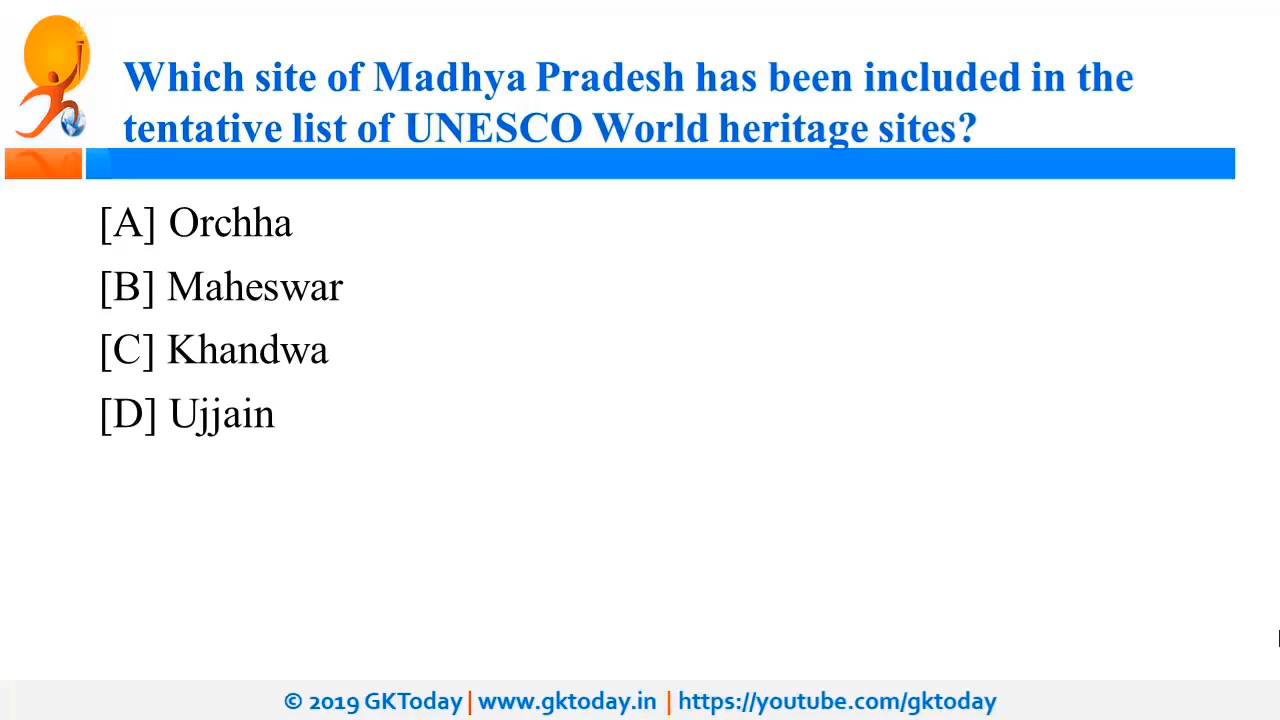 Which site of Madhya Pradesh has been included in the
tentative list of UNESCO World heritage sites?
[A] Orchha
[B] Maheswar
[C] Khandwa
[D] Ujjain
© 2019 GKToday | www.gktoday.in | https://youtube.com/gktoday